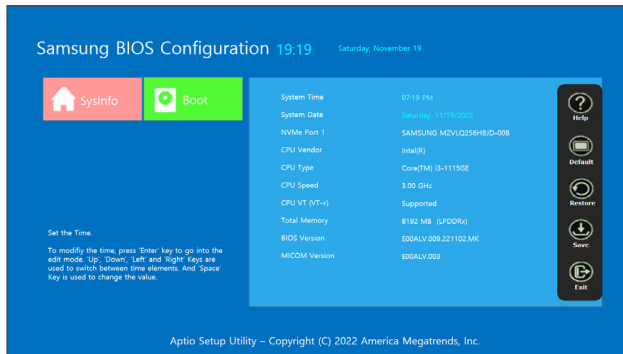 Samsung BIOS Configuration 19:19 Saturday, November 19
SysInfo
Boot
System Time 07:19 PM
System Date Saturday, 11/19/2022
NVMe Port 1 SAMSUNG MZVLQ256HBJD-00B
CPU Vendor Intel(R)
CPU Type Core(TM) i3-1115GE
CPU Speed 3.00 GHz
CPU VT (VT-x) Supported
Total Memory 8192 MB (LPDDRx)
BIOS Version E00ALV.009.221102.MK
MICOM Version E00ALV.003
Help
Default
Restore
Save
Exit
Set the Time.
To modifiy the time, press 'Enter' key to go into the
edit mode. 'Up', 'Down', 'Left' and 'Right' Keys are
used to switch between time elements. And 'Space'
Key is used to change the value.
Aptio Setup Utility – Copyright (C) 2022 America Megatrends, Inc.